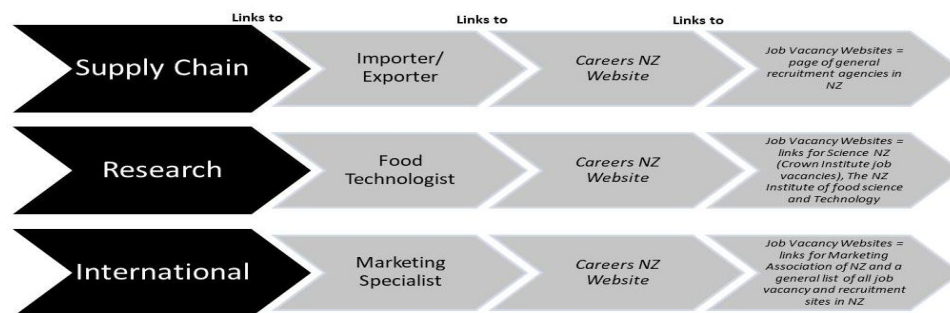 Links to
Links to
Links to
Supply Chain
Importer/
Exporter
Careers NZ
Website
Job Vacancy Websites =
page of general
recruitment agencies in
NZ
Research
Food
Technologist
Careers NZ
Website
Job Vacancy Websites =
links for Science NZ
(Crown Institute job
vacancies), The NZ
Institute of food science
and Technology
International
Marketing
Specialist
Careers NZ
Website
Job Vacancy Websites =
links for Marketing
Association of NZ and a
general list of all job
vacancy and recruitment
sites in NZ